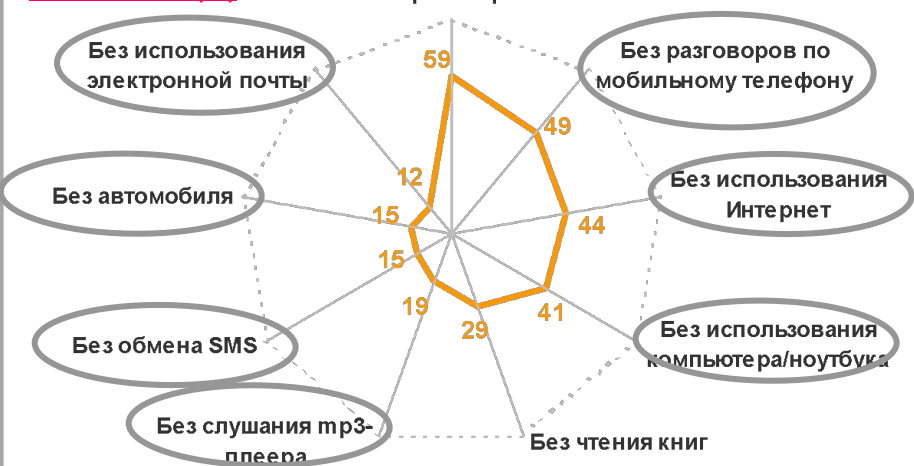 59
Без использования
электронной почты
Без разговоров по
мобильному телефону
49
12
Без автомобиля
15
44
Без использования
Интернет
15
19
29
41
Без обмена SMS
Без использования
компьютера/ноутбука
Без слушания mp3-
плеера
Без чтения книг